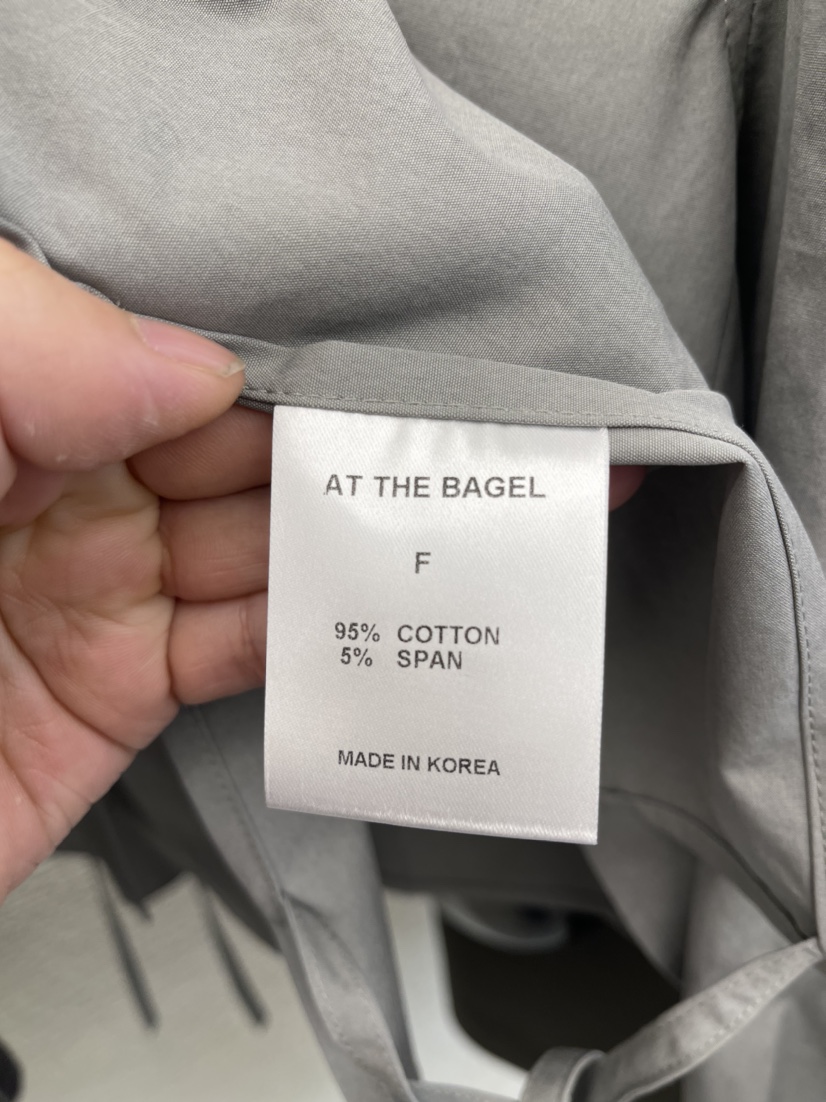 AT THE BAGEL
F
95% COTTON
5% SPAN
MADE IN KOREA